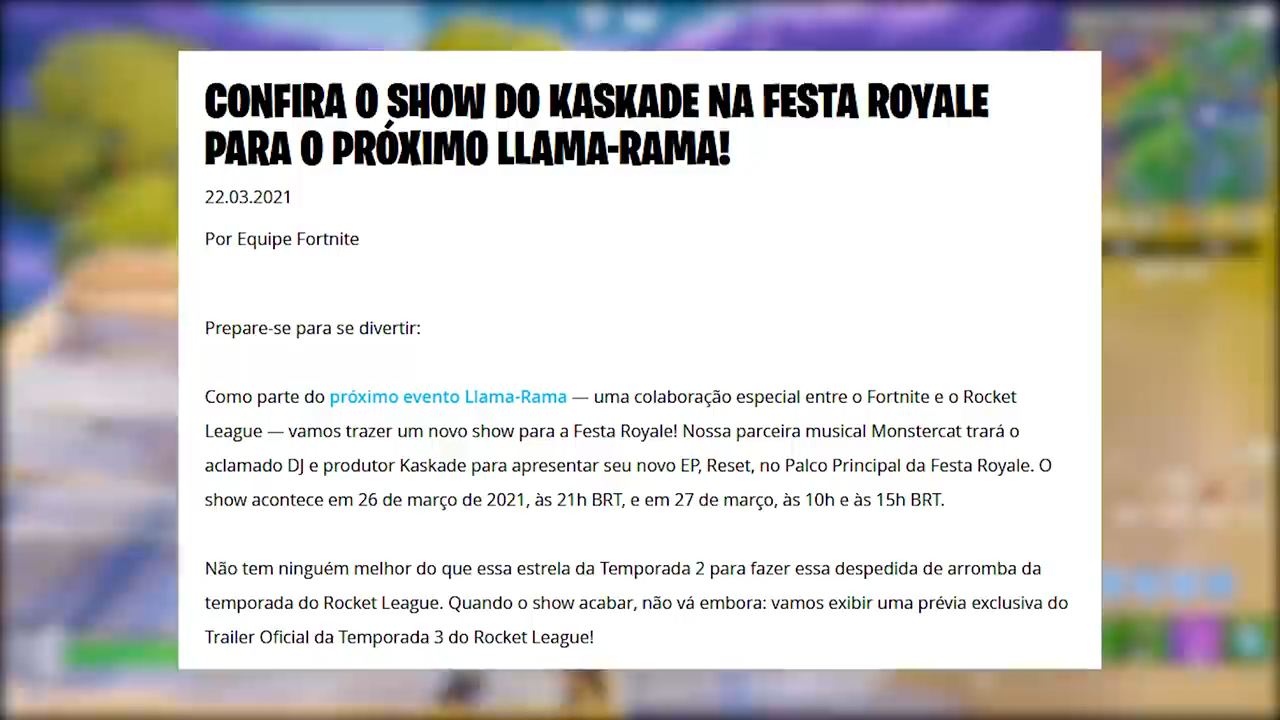 CONFIRA O SHOW DO KASKADE NA FESTA ROYALE
PARA O PRÓXIMO LLAMA-RAMA!
22.03.2021
Por Equipe Fortnite
Prepare-se para se divertir:
Como parte do próximo evento Llama-Rama — uma colaboração especial entre o Fortnite e o Rocket
League — vamos trazer um novo show para a Festa Royale! Nossa parceira musical Monstercat trará o
aclamado DJ e produtor Kaskade para apresentar seu novo EP, Reset, no Palco Principal da Festa Royale. O
show acontece em 26 de março de 2021, às 21h BRT, e em 27 de março, às 10h e às 15h BRT.
Não tem ninguém melhor do que essa estrela da Temporada 2 para fazer essa despedida de arromba da
temporada do Rocket League. Quando o show acabar, não vá embora: vamos exibir uma prévia exclusiva do
Trailer Oficial da Temporada 3 do Rocket League!